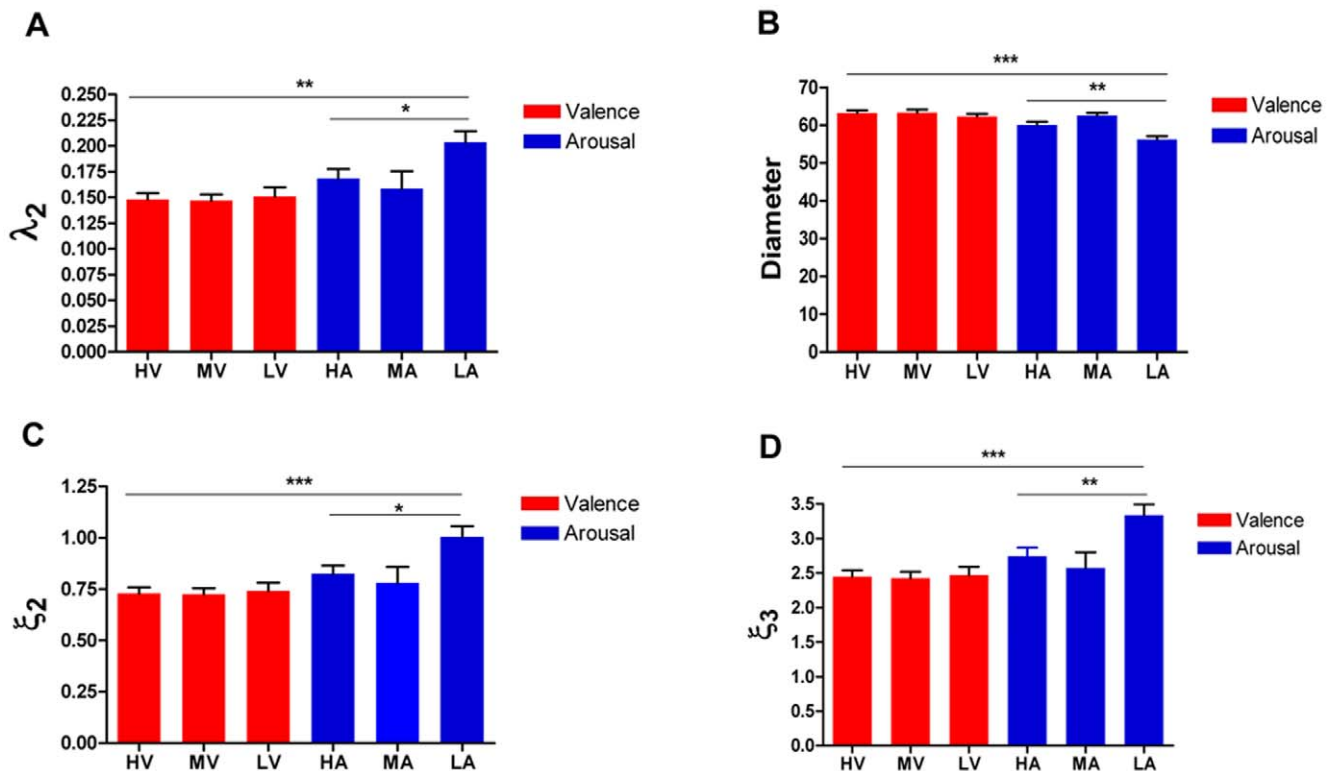 A
**
*
0.250
0.225
0.200
0.175
0.150
0.125
0.100
0.075
0.050
0.025
0.000
λ2
HV MV LV HA MA LA
Valence
Arousal
B
***
**
70
60
50
40
30
20
10
0
Diameter
HV MV LV HA MA LA
Valence
Arousal
C
***
*
1.25
1.00
0.75
0.50
0.25
0.00
ξ2
HV MV LV HA MA LA
Valence
Arousal
D
***
**
3.5
3.0
2.5
2.0
1.5
1.0
0.5
0.0
ξ3
HV MV LV HA MA LA
Valence
Arousal